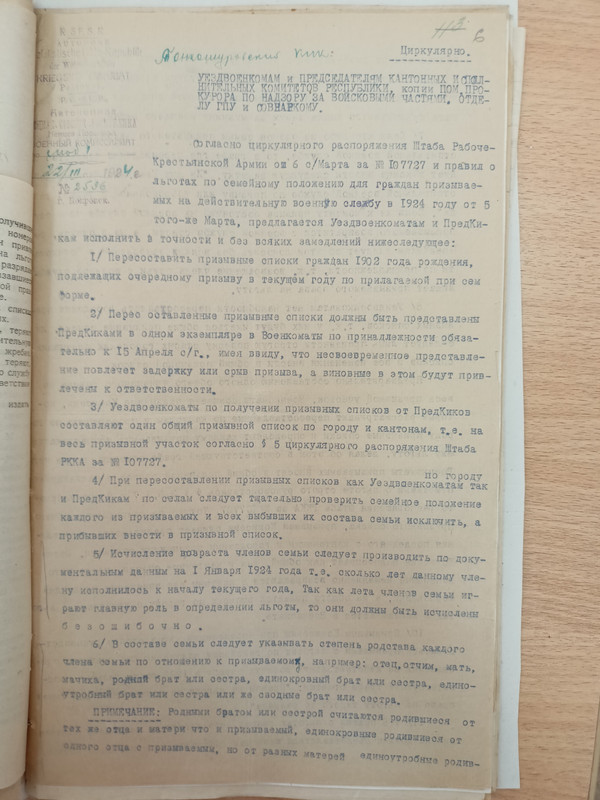 6
Циркулярно.
УЕЗДВОЕНКОМАМ и ПРЕДСЕДАТЕЛЯМ КАНТОННЫХ ИСПОЛ-
НИТЕЛЬНЫХ КОМИТЕТОВ РЕСПУБЛИКИ, копии ПОМ.ПРО-
КУРОРА ПО НАДЗОРУ ЗА ВОЙСКОВЫМИ ЧАСТЯМИ, ОТДЕ-
ЛУ ГПУ и СОВНАРКОМУ.
22/III 1924 г
№ 2596
Согласно циркулярного распоряжения Штаба Рабоче-
Крестьянской Армии от 6 с/Марта за № 107727 и правил о
льготах по семейному положению для граждан призывае-
мых на действительную военную службу в 1924 году от 5
того-же Марта, предлагается Уездвоенкоматам и ПредКи-
кам исполнить в точности и без всяких замедлений нижеследующее:
1/ Пересоставить призывные списки граждан 1902 года рождения,
подлежащих очередному призыву в текущем году по прилагаемой при сем
форме.
2/ Перес оставленные призывные списки должны быть представлены
ПредКиками в одном экземпляре в Военкоматы по принадлежности обяза-
тельно к 15 Апреля с/г., имея ввиду, что несвоевременное представле-
ние повлечет задержку или срыв призыва, а виновные в этом будут прив-
лечены к ответственности.
3/ Уездвоенкоматы по получении призывных списков от ПредКиков
составляют один общий призывной список по городу и кантонам, т.е. на
весь призывной участок согласно § 5 циркулярного распоряжения Штаба
РККА за № 107727.
по городу
4/ При пересоставлении призывных списков как Уездвоенкоматам так
и ПредКикам по селам следует тщательно проверить семейное положение
каждого из призываемых и всех выбывших их состава семьи исключить, а
прибывших внести в призывной список.
5/ Исчисление возраста членов семьи следует производить по доку-
ментальным данным на 1 Января 1924 года т.е. сколько лет данному чле-
ну исполнилось к началу текущего года. Так как лета членов семьи иг-
рают главную роль в определении льготы, то они должны быть исчислены
безошибочно.
6/ В составе семьи следует указывать степень родства каждого
члена семьи по отношению к призываемому, например: отец, отчим, мать,
мачиха, родной брат или сестра, единокровный брат или сестра, едино-
утробный брат или сестра или же сводные брат или сестра.
ПРИМЕЧАНИЕ: Родными братом или сестрой считаются родившиеся от
тех же отца и матери что и призываемый, единокровные родившиеся от
одного отца с призываемым, но от разных матерей единоутробные родив-